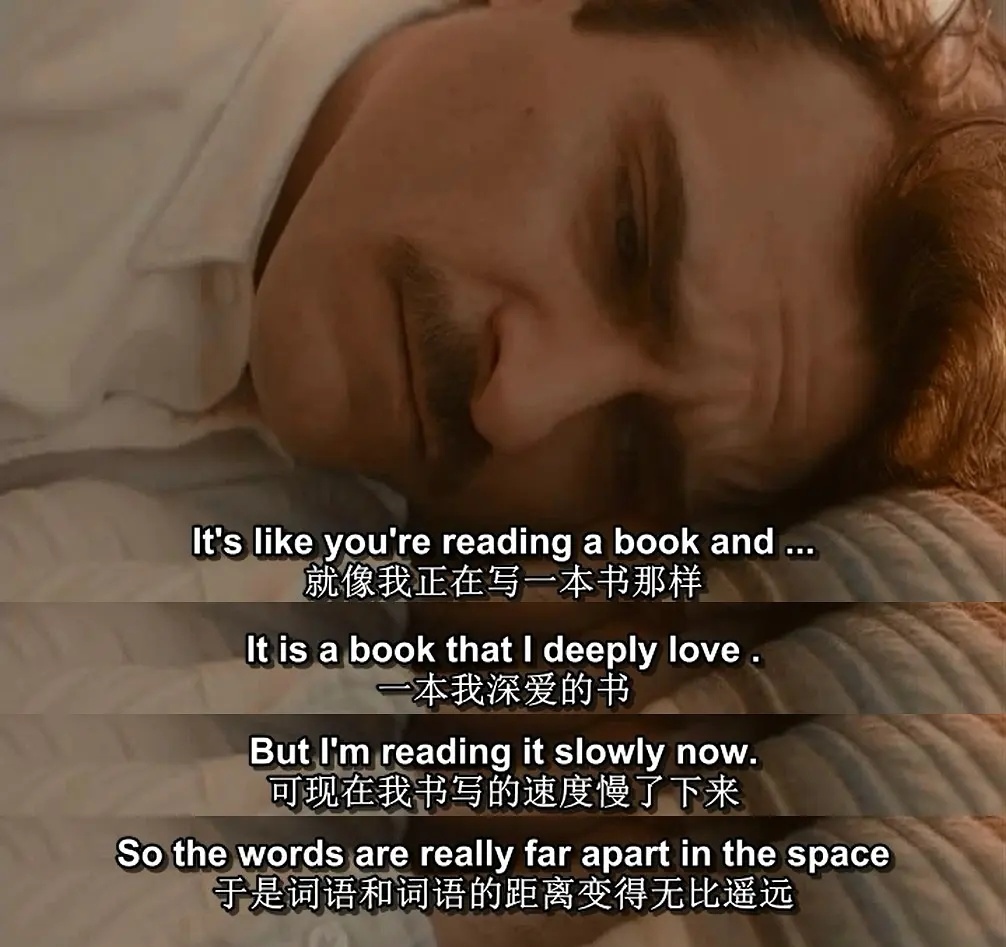 It's like you're reading a book and ...
就像我正在写一本书那样
It is a book that I deeply love .
一本我深爱的书
But I'm reading it slowly now.
可现在我书写的速度慢了下来
So the words are really far apart in the space
于是词语和词语的距离变得无比遥远